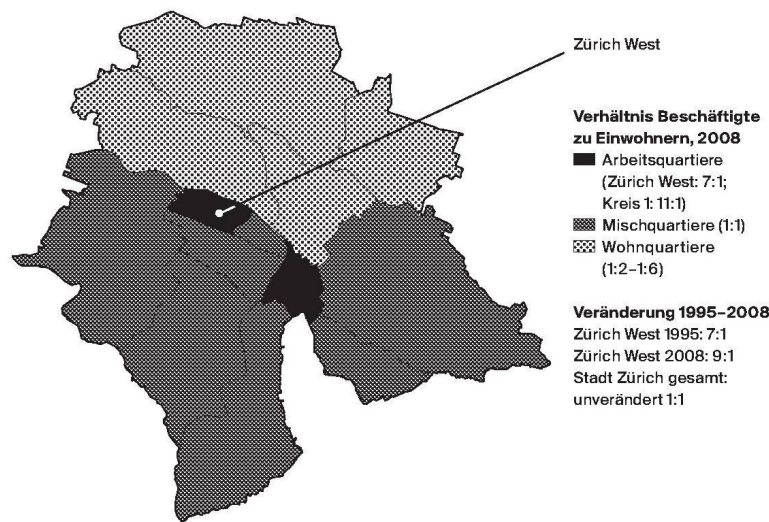 Zürich West
Verhältnis Beschäftigte
zu Einwohnern, 2008
Arbeitsquartiere
(Zürich West: 7:1;
Kreis 1: 11:1)
Mischquartiere (1:1)
Wohnquartiere
(1:2–1:6)
Veränderung 1995–2008
Zürich West 1995: 7:1
Zürich West 2008: 9:1
Stadt Zürich gesamt:
unverändert 1:1